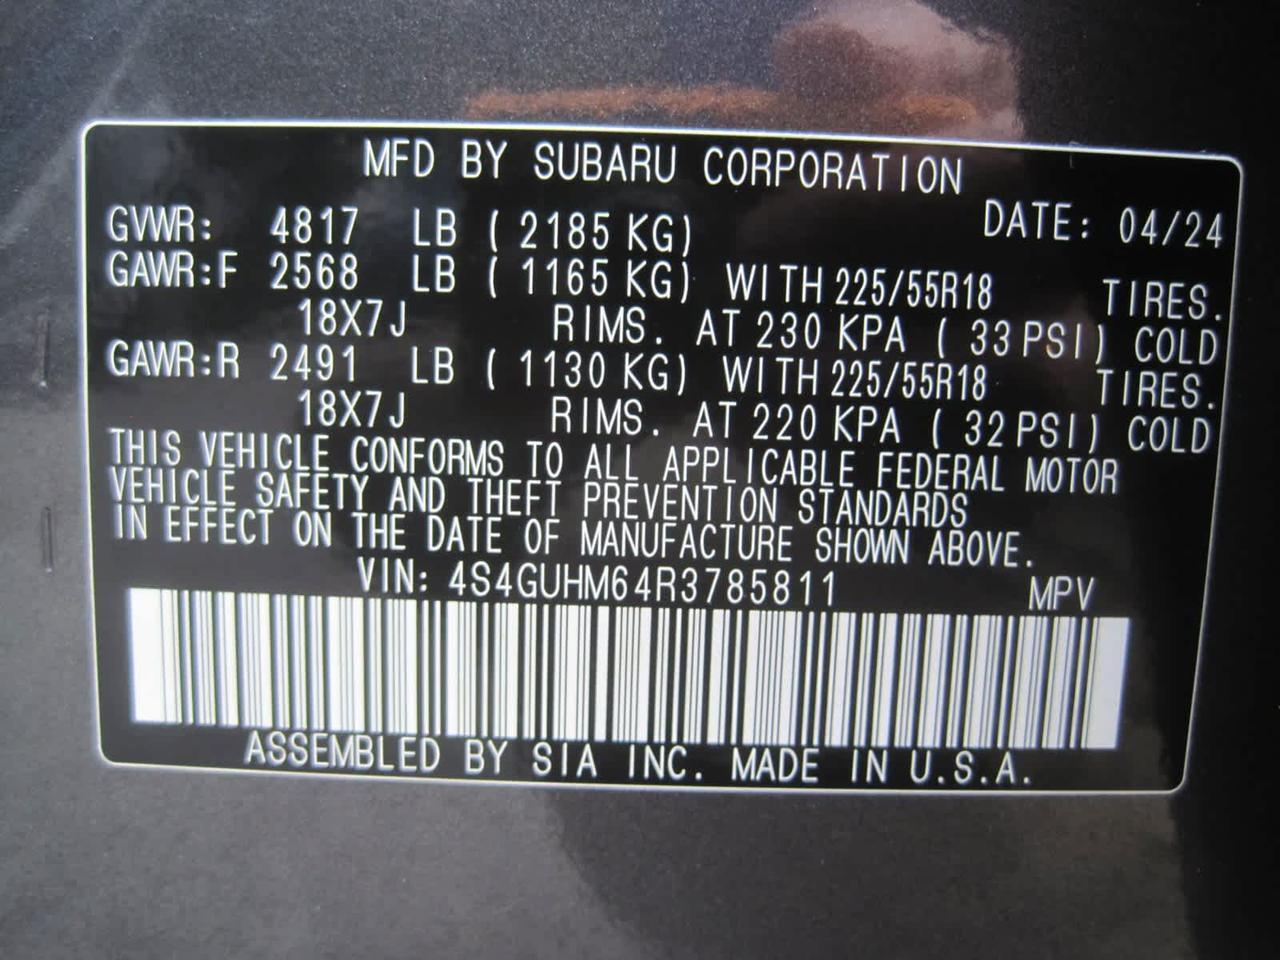 MFD BY SUBARU CORPORATION
GVWR: 4817 LB ( 2185 KG) DATE: 04/24
GAWR:F 2568 LB ( 1165 KG) WITH 225/55R18 TIRES.
18X7J RIMS. AT 230 KPA ( 33 PSI) COLD
GAWR:R 2491 LB ( 1130 KG) WITH 225/55R18 TIRES.
18X7J RIMS. AT 220 KPA ( 32 PSI) COLD
THIS VEHICLE CONFORMS TO ALL APPLICABLE FEDERAL MOTOR
VEHICLE SAFETY AND THEFT PREVENTION STANDARDS
IN EFFECT ON THE DATE OF MANUFACTURE SHOWN ABOVE.
VIN: 4S4GUHM64R3785811 MPV
ASSEMBLED BY SIA INC. MADE IN U.S.A.